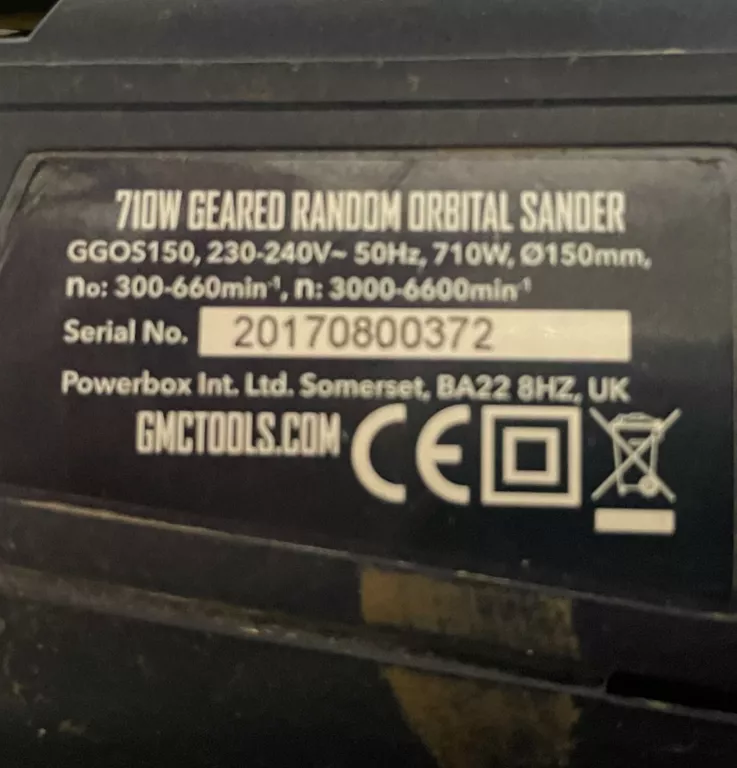 710W GEARED RANDOM ORBITAL SANDER
GGOS150, 230-240V~ 50Hz, 710W, Ø150mm,
n₀: 300-660min⁻¹, n: 3000-6600min⁻¹
Serial No. 20170800372
Powerbox Int. Ltd. Somerset, BA22 8HZ, UK
GMCTOOLS.COM CE